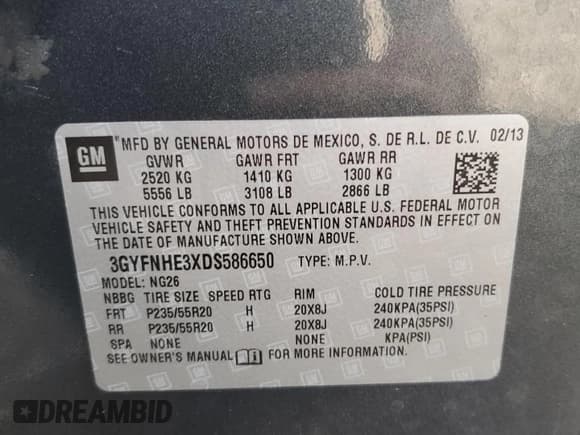 GM
"MFD BY GENERAL MOTORS DE MEXICO, S. DE R.L. DE C.V. 02/13
GVWR GAWR FRT GAWR RR
2520 KG 1410 KG 1300 KG
5556 LB 3108 LB 2866 LB
THIS VEHICLE CONFORMS TO ALL APPLICABLE U.S. FEDERAL MOTOR
VEHICLE SAFETY AND THEFT PREVENTION STANDARDS IN EFFECT ON
THE DATE OF MANUFACTURE SHOWN ABOVE.
3GYFNHE3XDS586650 TYPE: M.P.V.
MODEL: NG26
NBBG TIRE SIZE SPEED RTG RIM COLD TIRE PRESSURE
FRT P235/55R20 H 20X8J 240KPA(35PSI)
RR P235/55R20 H 20X8J 240KPA(35PSI)
SPA NONE NONE KPA(PSI)
SEE OWNER'S MANUAL FOR MORE INFORMATION.
DREAMBID